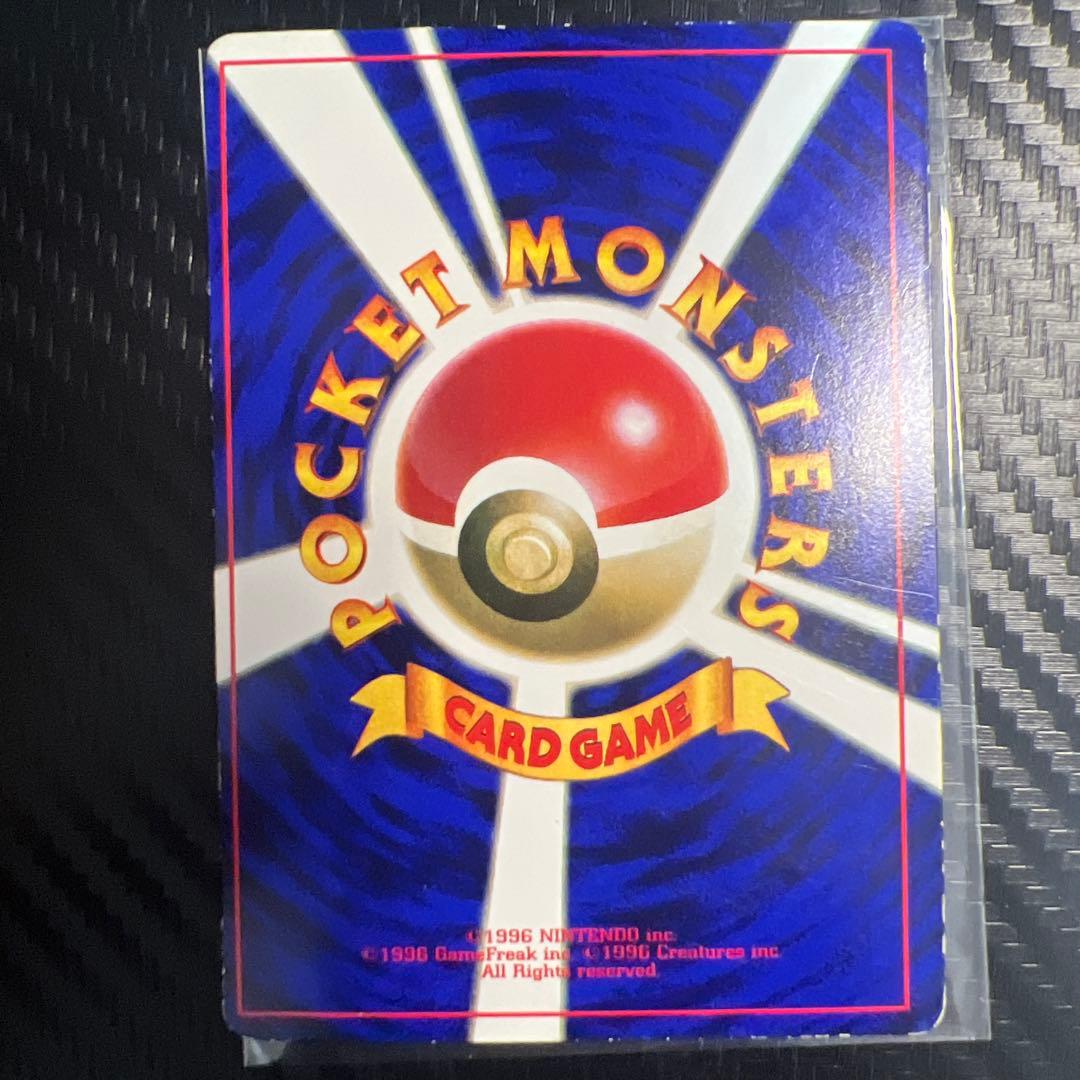 POCKET MONSTERS
CARD GAME
©1996 NINTENDO inc.
©1996 GameFreak inc. ©1996 Creatures inc.
All Rights reserved.